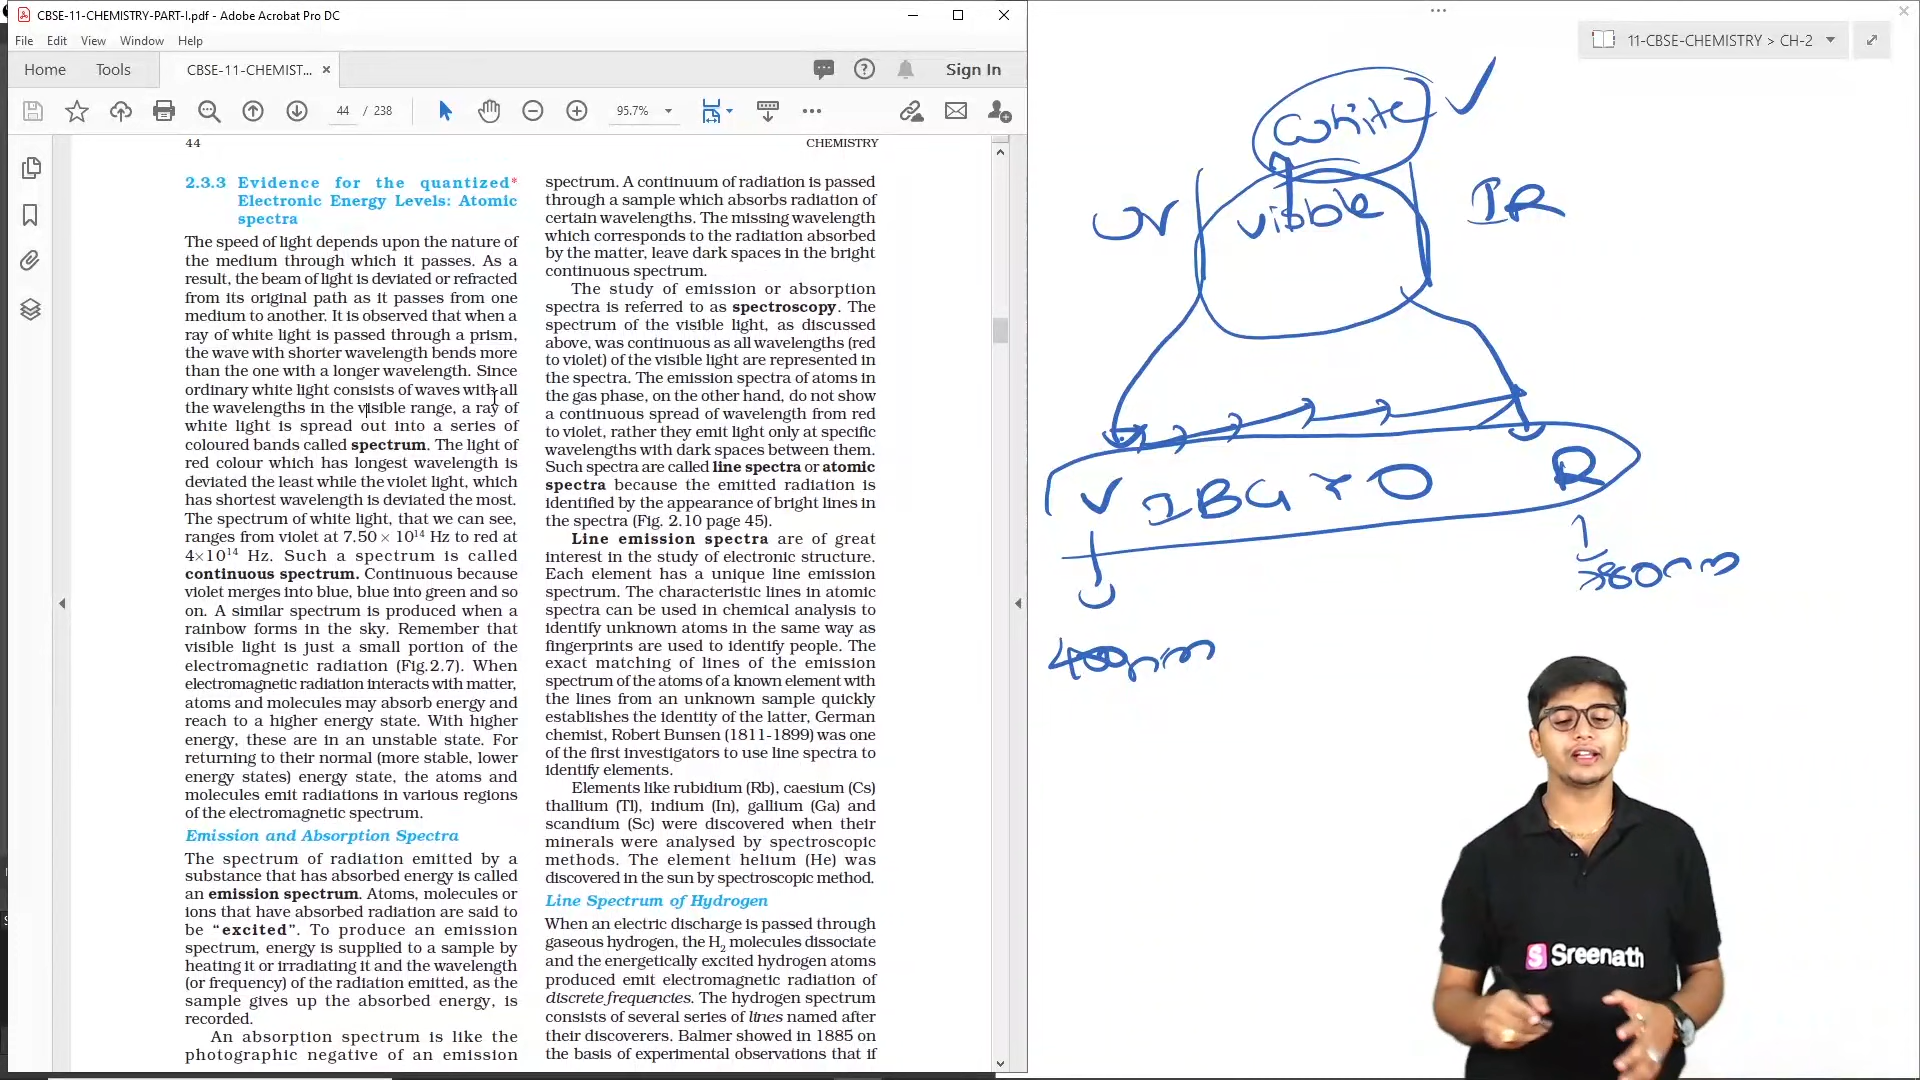 CBSE-11-CHEMISTRY-PART-I.pdf - Adobe Acrobat Pro DC
File Edit View Window Help
Home Tools CBSE-11-CHEMIST... × Sign In
44 / 238 95.7%
44 CHEMISTRY
2.3.3 Evidence for the quantized*
Electronic Energy Levels: Atomic
spectra
The speed of light depends upon the nature of
the medium through which it passes. As a
result, the beam of light is deviated or refracted
from its original path as it passes from one
medium to another. It is observed that when a
ray of white light is passed through a prism,
the wave with shorter wavelength bends more
than the one with a longer wavelength. Since
ordinary white light consists of waves with all
the wavelengths in the visible range, a ray of
white light is spread out into a series of
coloured bands called spectrum. The light of
red colour which has longest wavelength is
deviated the least while the violet light, which
has shortest wavelength is deviated the most.
The spectrum of white light, that we can see,
ranges from violet at 7.50 × 10¹⁴ Hz to red at
4×10¹⁴ Hz. Such a spectrum is called
continuous spectrum. Continuous because
violet merges into blue, blue into green and so
on. A similar spectrum is produced when a
rainbow forms in the sky. Remember that
visible light is just a small portion of the
electromagnetic radiation (Fig.2.7). When
electromagnetic radiation interacts with matter,
atoms and molecules may absorb energy and
reach to a higher energy state. With higher
energy, these are in an unstable state. For
returning to their normal (more stable, lower
energy states) energy state, the atoms and
molecules emit radiations in various regions
of the electromagnetic spectrum.
Emission and Absorption Spectra
The spectrum of radiation emitted by a
substance that has absorbed energy is called
an emission spectrum. Atoms, molecules or
ions that have absorbed radiation are said to
be “excited”. To produce an emission
spectrum, energy is supplied to a sample by
heating it or irradiating it and the wavelength
(or frequency) of the radiation emitted, as the
sample gives up the absorbed energy, is
recorded.
An absorption spectrum is like the
photographic negative of an emission
spectrum. A continuum of radiation is passed
through a sample which absorbs radiation of
certain wavelengths. The missing wavelength
which corresponds to the radiation absorbed
by the matter, leave dark spaces in the bright
continuous spectrum.
The study of emission or absorption
spectra is referred to as spectroscopy. The
spectrum of the visible light, as discussed
above, was continuous as all wavelengths (red
to violet) of the visible light are represented in
the spectra. The emission spectra of atoms in
the gas phase, on the other hand, do not show
a continuous spread of wavelength from red
to violet, rather they emit light only at specific
wavelengths with dark spaces between them.
Such spectra are called line spectra or atomic
spectra because the emitted radiation is
identified by the appearance of bright lines in
the spectra (Fig. 2.10 page 45).
Line emission spectra are of great
interest in the study of electronic structure.
Each element has a unique line emission
spectrum. The characteristic lines in atomic
spectra can be used in chemical analysis to
identify unknown atoms in the same way as
fingerprints are used to identify people. The
exact matching of lines of the emission
spectrum of the atoms of a known element with
the lines from an unknown sample quickly
establishes the identity of the latter, German
chemist, Robert Bunsen (1811-1899) was one
of the first investigators to use line spectra to
identify elements.
Elements like rubidium (Rb), caesium (Cs)
thallium (Tl), indium (In), gallium (Ga) and
scandium (Sc) were discovered when their
minerals were analysed by spectroscopic
methods. The element helium (He) was
discovered in the sun by spectroscopic method.
Line Spectrum of Hydrogen
When an electric discharge is passed through
gaseous hydrogen, the H₂ molecules dissociate
and the energetically excited hydrogen atoms
produced emit electromagnetic radiation of
discrete frequencies. The hydrogen spectrum
consists of several series of lines named after
their discoverers. Balmer showed in 1885 on
the basis of experimental observations that if
11-CBSE-CHEMISTRY > CH-2
white
UV visible IR
V I B G Y O R
400nm
Sreenath